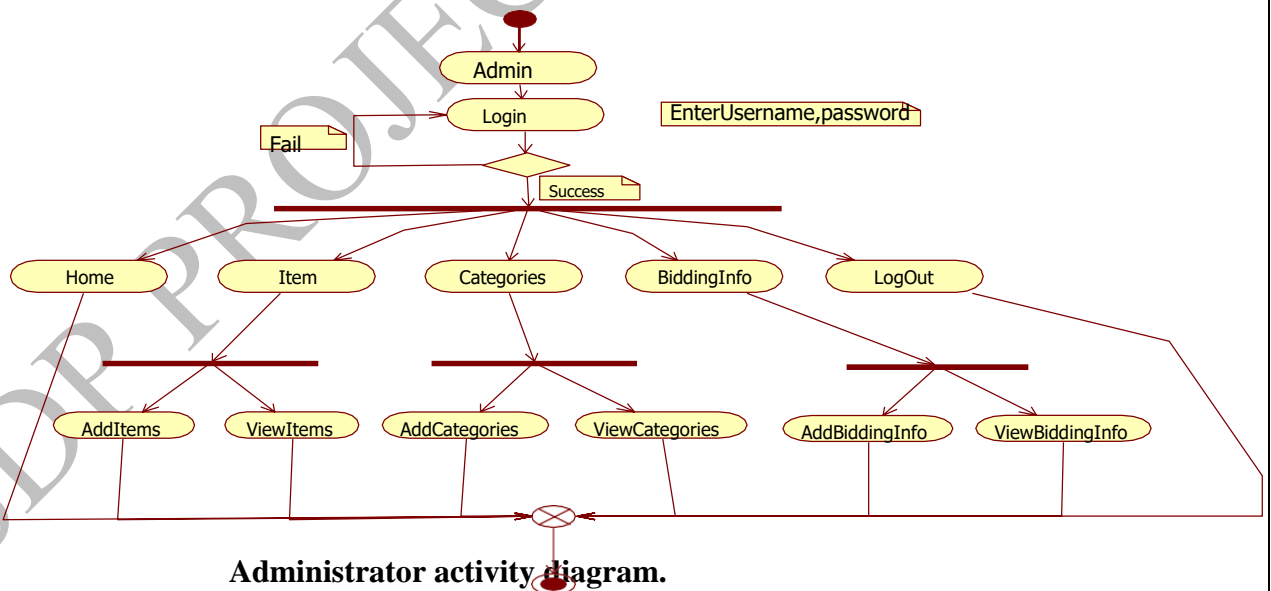 Admin
Login
EnterUsername,password
Fail
Success
Home
Item
Categories
BiddingInfo
LogOut
AddItems
ViewItems
AddCategories
ViewCategories
AddBiddingInfo
ViewBiddingInfo
Administrator activity diagram.